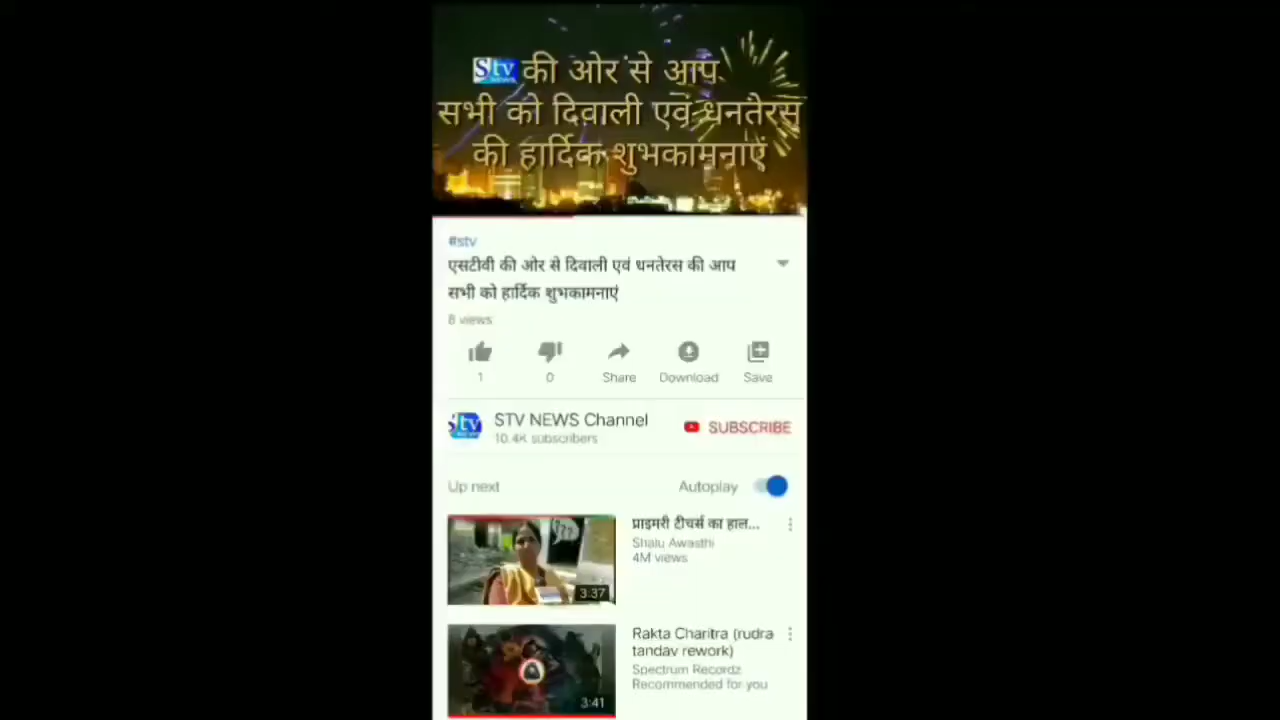 Stv NEWS की ओर से आप
सभी को दिवाली एवं धनतेरस
की हार्दिक शुभकामनाएं
#stv
एसटीवी की ओर से दिवाली एवं धनतेरस की आप
सभी को हार्दिक शुभकामनाएं
8 views
1
0
Share
Download
Save
Stv
STV NEWS Channel
10.4K subscribers
SUBSCRIBE
Up next
Autoplay
???
3:37
प्राइमरी टीचर्स का हाल...
Shalu Awasthi
4M views
3:41
Rakta Charitra (rudra
tandav rework)
Spectrum Recordz
Recommended for you